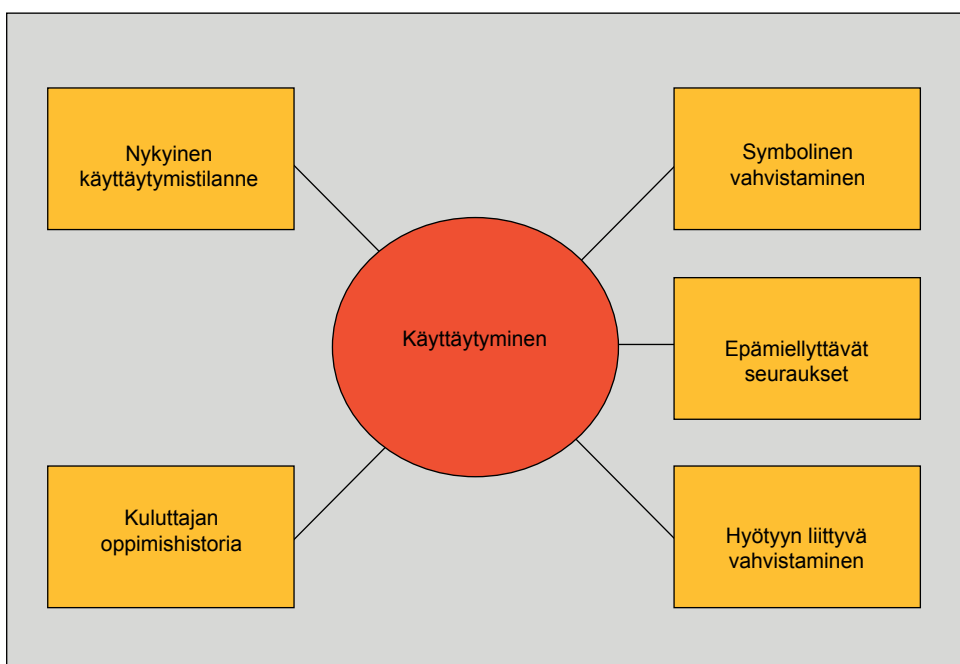 Nykyinen
käyttäytymistilanne
Symbolinen
vahvistaminen
Käyttäytyminen
Epämiellyttävät
seuraukset
Kuluttajan
oppimishistoria
Hyötyyn liittyvä
vahvistaminen